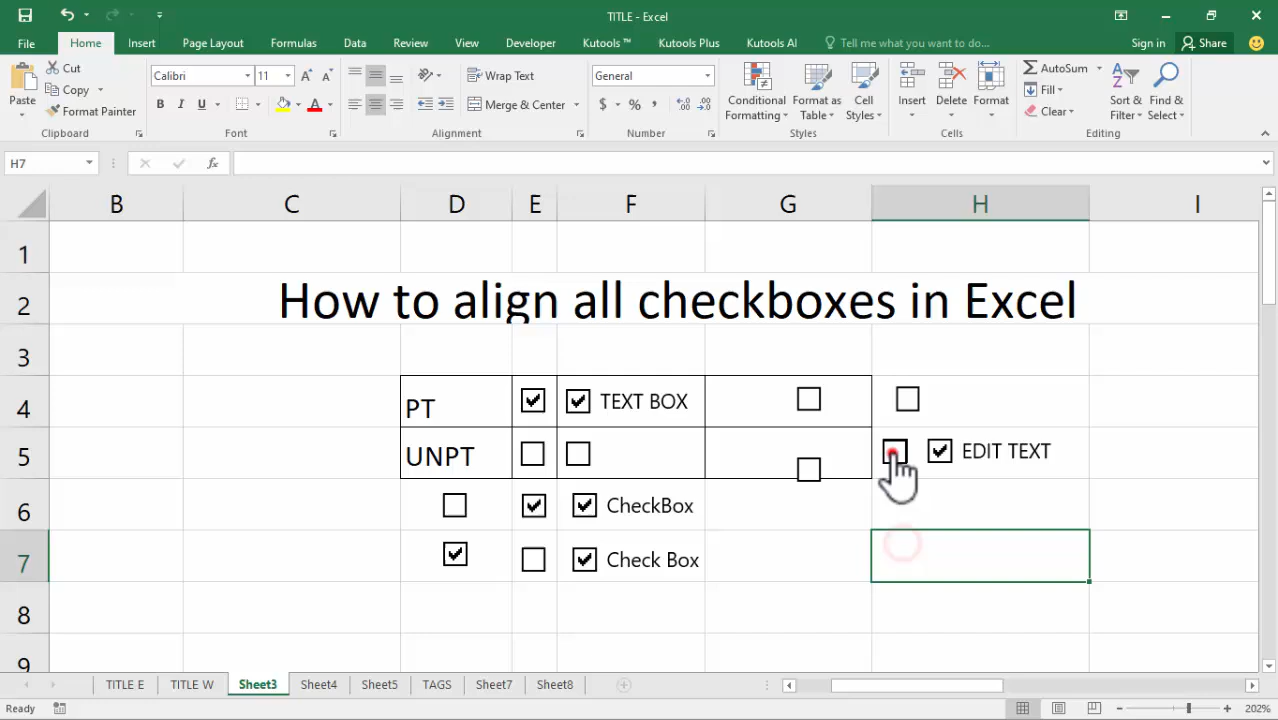 TITLE - Excel
File Home Insert Page Layout Formulas Data Review View Developer Kutools ™ Kutools Plus Kutools AI Tell me what you want to do... Sign in Share
Paste
Cut
Copy
Format Painter
Clipboard
Calibri 11
B I U
Font
Wrap Text
Merge & Center
Alignment
General
$ % ,
Number
Conditional Formatting
Format as Table
Cell Styles
Styles
Insert
Delete
Format
Cells
AutoSum
Fill
Clear
Sort & Filter
Find & Select
Editing
H7 fx
B C D E F G H I
1
2 How to align all checkboxes in Excel
3
4 PT TEXT BOX
5 UNPT EDIT TEXT
6 CheckBox
7 Check Box
8
9
TITLE E TITLE W Sheet3 Sheet4 Sheet5 TAGS Sheet7 Sheet8
Ready 202%